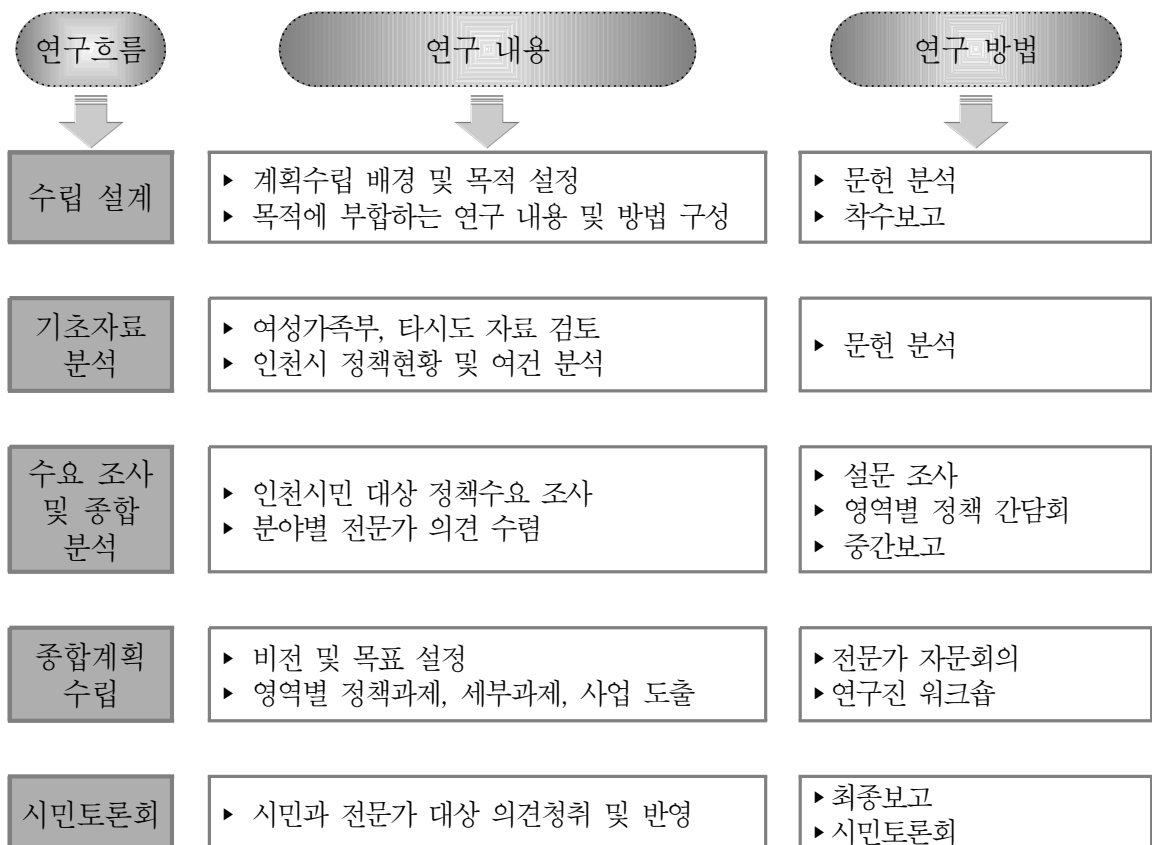 연구흐름
연구 내용
연구 방법
수립 설계
▸ 계획수립 배경 및 목적 설정
▸ 목적에 부합하는 연구 내용 및 방법 구성
▸ 문헌 분석
▸ 착수보고
기초자료
분석
▸ 여성가족부, 타시도 자료 검토
▸ 인천시 정책현황 및 여건 분석
▸ 문헌 분석
수요 조사
및 종합
분석
▸ 인천시민 대상 정책수요 조사
▸ 분야별 전문가 의견 수렴
▸ 설문 조사
▸ 영역별 정책 간담회
▸ 중간보고
종합계획
수립
▸ 비전 및 목표 설정
▸ 영역별 정책과제, 세부과제, 사업 도출
▸전문가 자문회의
▸연구진 워크숍
시민토론회
▸ 시민과 전문가 대상 의견청취 및 반영
▸최종보고
▸시민토론회